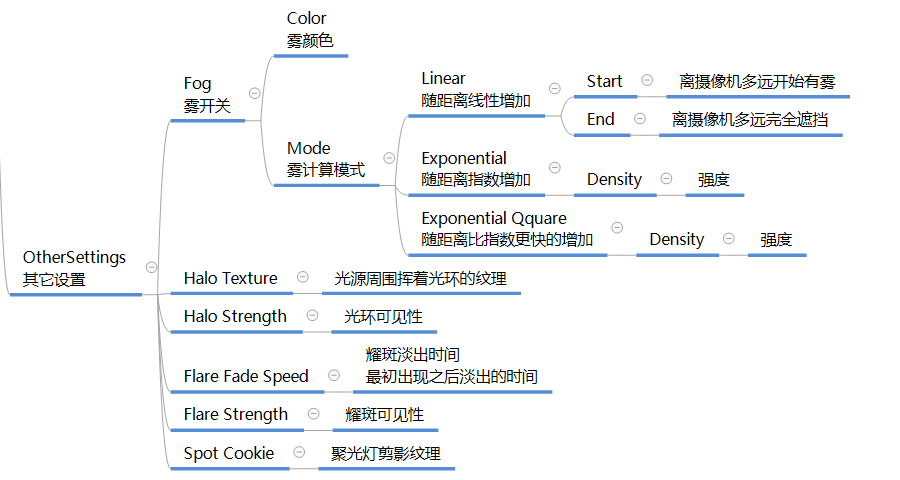 Color
雾颜色
Fog
雾开关
Mode
雾计算模式
Linear
随距离线性增加
Start
离摄像机多远开始有雾
End
离摄像机多远完全遮挡
Exponential
随距离指数增加
Density
强度
Exponential Qquare
随距离比指数更快的增加
Density
强度
OtherSettings
其它设置
Halo Texture
光源周围挥着光环的纹理
Halo Strength
光环可见性
Flare Fade Speed
耀斑淡出时间
最初出现之后淡出的时间
Flare Strength
耀斑可见性
Spot Cookie
聚光灯剪影纹理